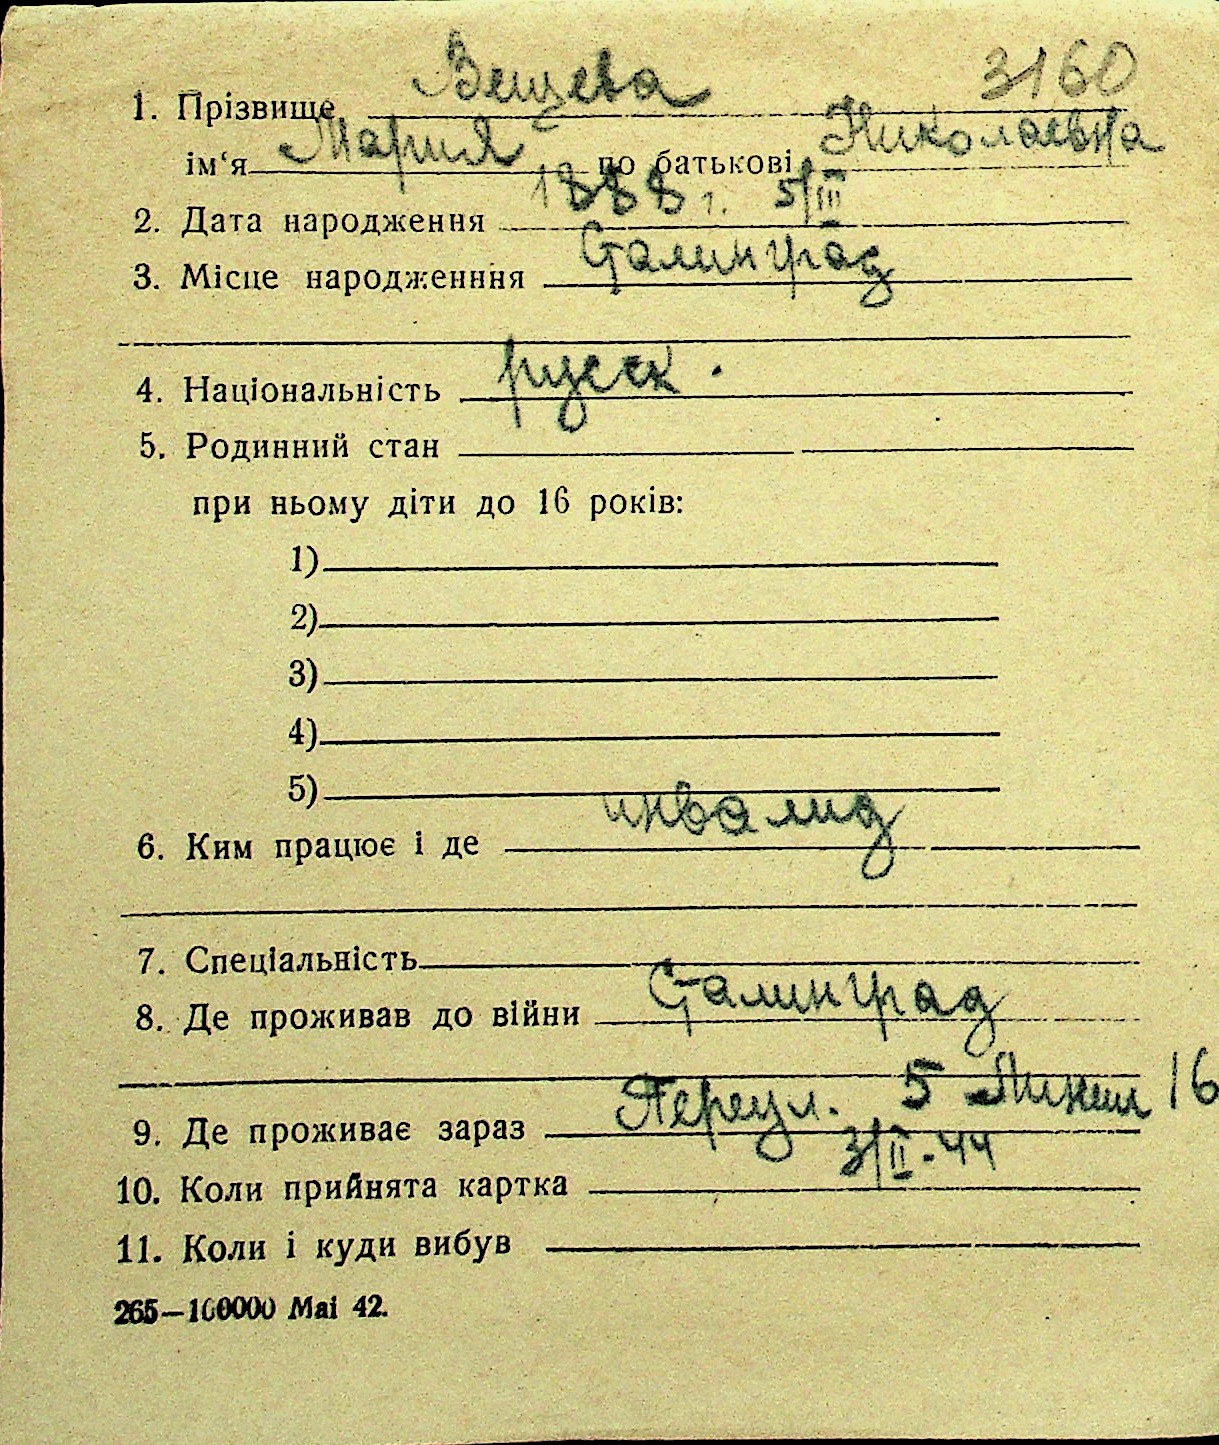 3160
1. Прізвище Вещева
ім‘я Мария по батькові Николаевна
2. Дата народження 1888 г. 5/III
3. Місце народженння Сталинград
4. Національність русск.
5. Родинний стан
при ньому діти до 16 років:
1)
2)
3)
4)
5)
6. Ким працює і де инвалид
7. Спеціальність
8. Де проживав до війни Сталинград
9. Де проживає зараз Переул. 5 Линии 16
10. Коли прийнята картка 3/II-44
11. Коли і куди вибув
265—100000 Mai 42.